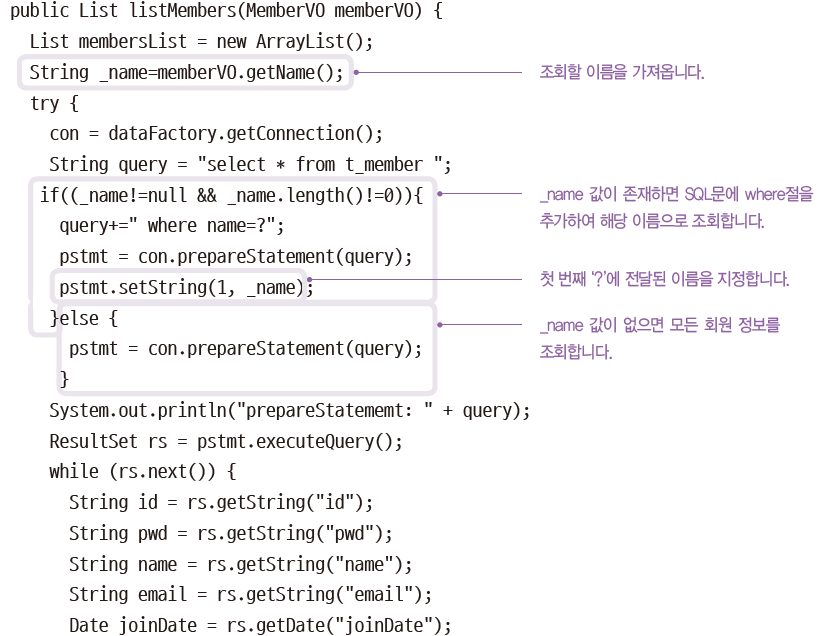 public List listMembers(MemberVO memberVO) {
List membersList = new ArrayList();
String _name=memberVO.getName();
조회할 이름을 가져옵니다.
try {
con = dataFactory.getConnection();
String query = "select * from t_member ";
if((_name!=null && _name.length()!=0)){
_name 값이 존재하면 SQL문에 where절을
추가하여 해당 이름으로 조회합니다.
query+=" where name=?";
pstmt = con.prepareStatement(query);
pstmt.setString(1, _name);
첫 번째 '?'에 전달된 이름을 지정합니다.
}else {
_name 값이 없으면 모든 회원 정보를
조회합니다.
pstmt = con.prepareStatement(query);
}
System.out.println("prepareStatememt: " + query);
ResultSet rs = pstmt.executeQuery();
while (rs.next()) {
String id = rs.getString("id");
String pwd = rs.getString("pwd");
String name = rs.getString("name");
String email = rs.getString("email");
Date joinDate = rs.getDate("joinDate");